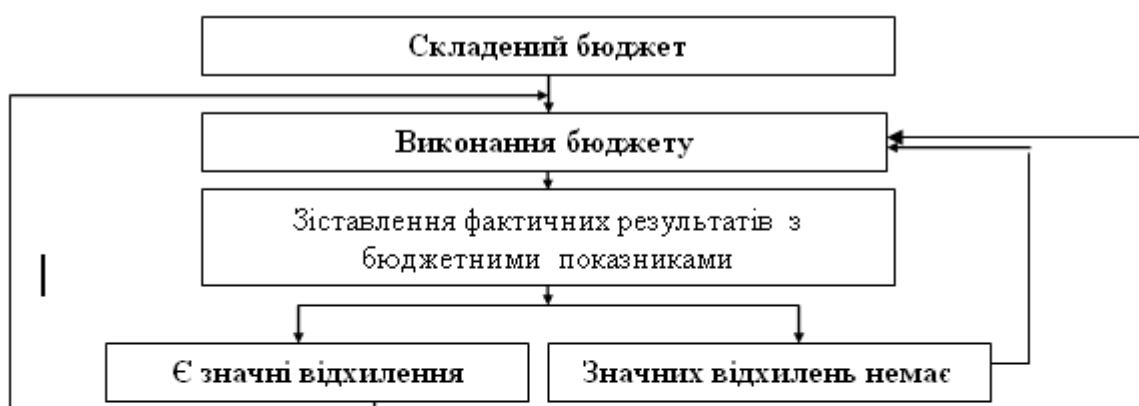 Складений бюджет
Виконання бюджету
Зіставлення фактичних результатів з
бюджетними показниками
Є значні відхилення
Значних відхилень немає